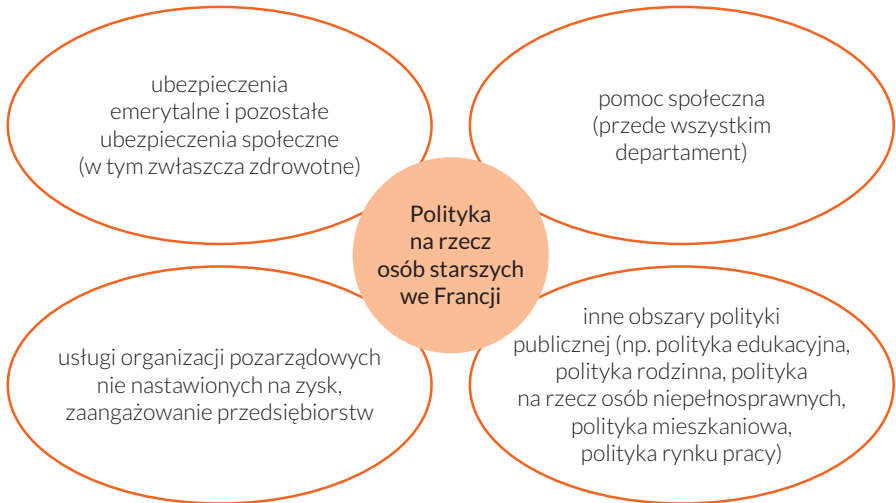 ubezpieczenia
emerytalne i pozostałe
ubezpieczenia społeczne
(w tym zwłaszcza zdrowotne)
pomoc społeczna
(przede wszystkim
departament)
Polityka
na rzecz
osób starszych
we Francji
usługi organizacji pozarządowych
nie nastawionych na zysk,
zaangażowanie przedsiębiorstw
inne obszary polityki
publicznej (np. polityka edukacyjna,
polityka rodzinna, polityka
na rzecz osób niepełnosprawnych,
polityka mieszkaniowa,
polityka rynku pracy)